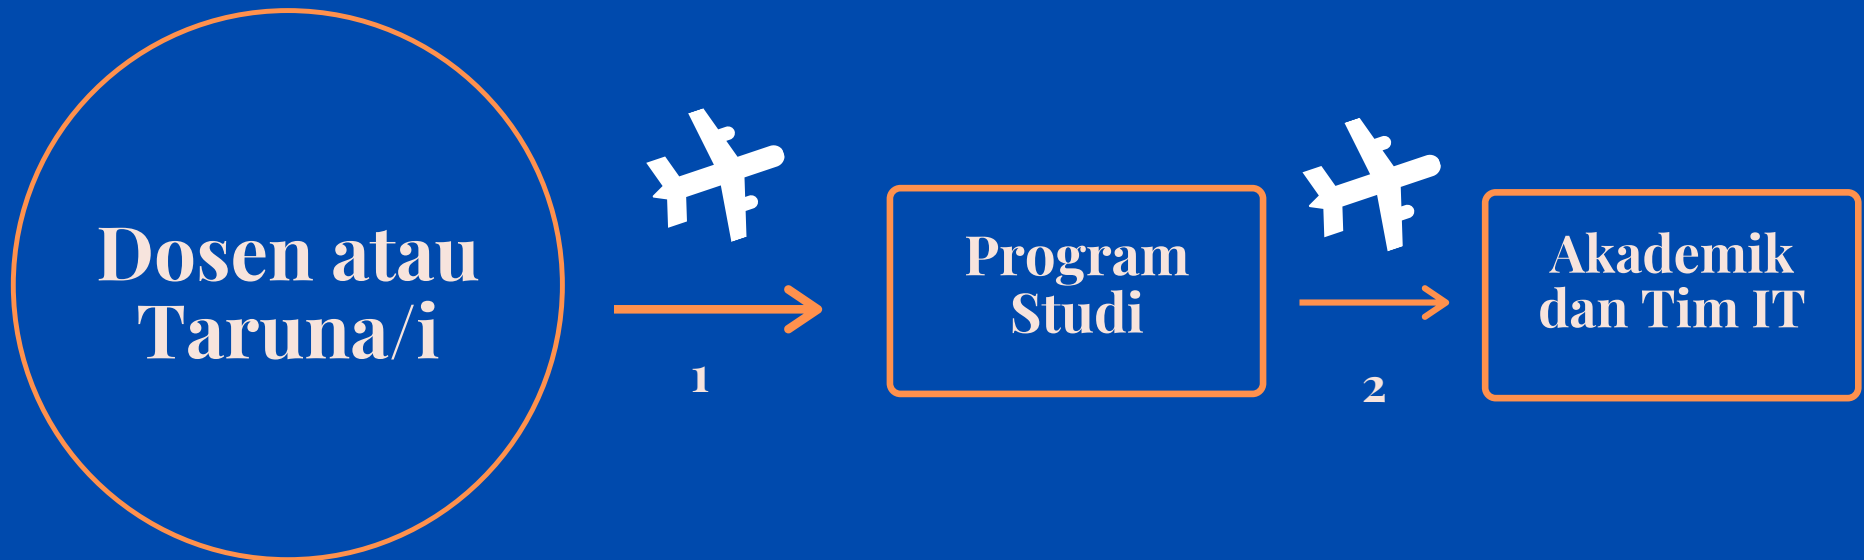 Dosen atau
Taruna/i
1
Program
Studi
2
Akademik
dan Tim IT